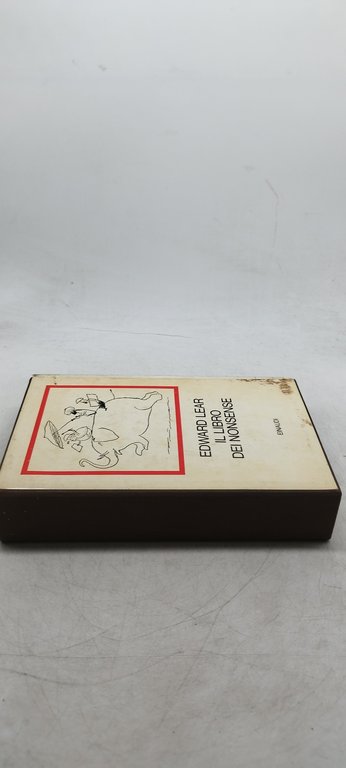 EDWARD LEAR
IL LIBRO
DEI NONSENSE
EINAUDI